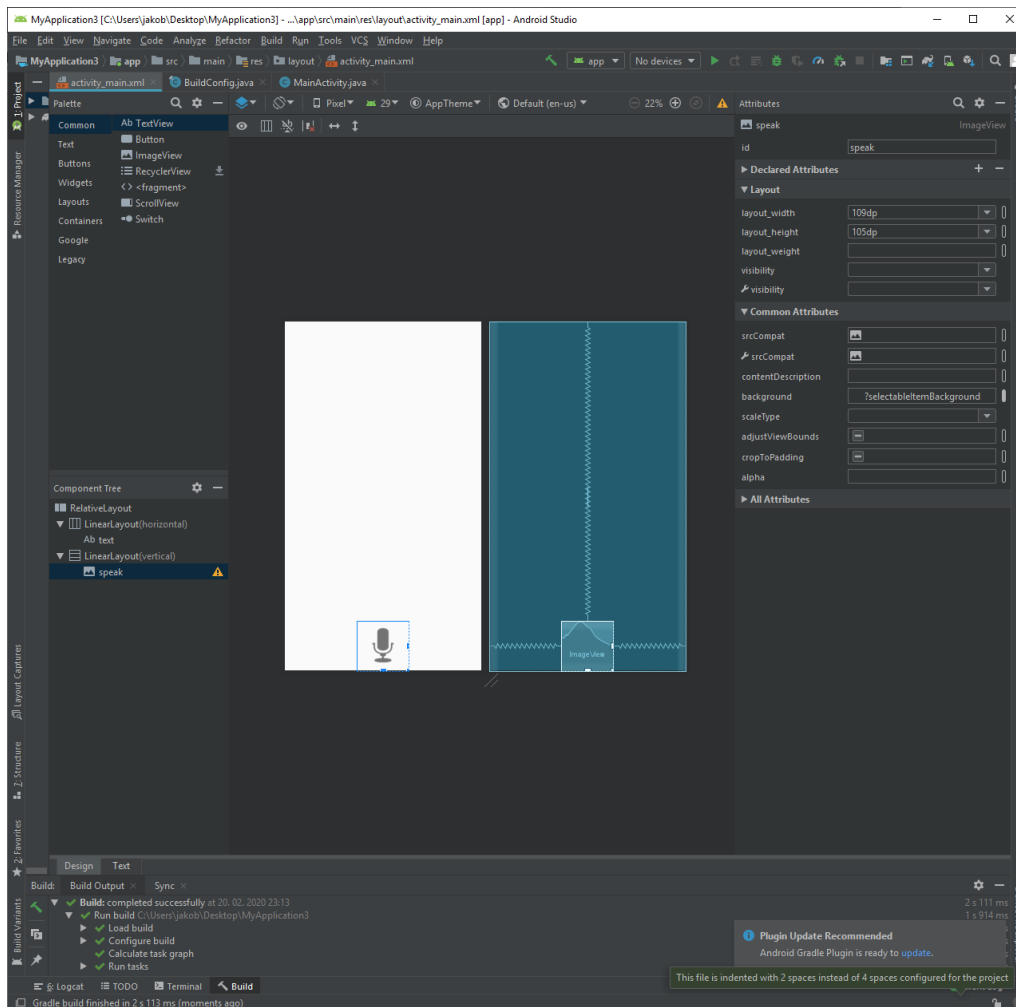 MyApplication3 [C:\Users\jakob\Desktop\MyApplication3] - ...\app\src\main\res\layout\activity_main.xml [app] - Android Studio
File Edit View Navigate Code Analyze Refactor Build Run Tools VCS Window Help
MyApplication3 app src main res layout activity_main.xml app No devices
activity_main.xml BuildConfig.java MainActivity.java
1: Project
Resource Manager
Layout Captures
7: Structure
2: Favorites
Build Variants
Palette
Pixel 29 AppTheme Default (en-us) 22%
Common
Text
Buttons
Widgets
Layouts
Containers
Google
Legacy
Ab TextView
Button
ImageView
RecyclerView
<> <fragment>
ScrollView
Switch
Component Tree
RelativeLayout
LinearLayout(horizontal)
Ab text
LinearLayout(vertical)
speak
ImageView
Attributes
speak ImageView
id speak
Declared Attributes
Layout
layout_width 109dp
layout_height 105dp
layout_weight
visibility
visibility
Common Attributes
srcCompat
srcCompat
contentDescription
background ?selectableItemBackground
scaleType
adjustViewBounds
cropToPadding
alpha
All Attributes
Design Text
Build: Build Output Sync
Build: completed successfully at 20. 02. 2020 23:13 2 s 111 ms
Run build C:\Users\jakob\Desktop\MyApplication3 1 s 914 ms
Load build
Configure build
Calculate task graph
Run tasks
Plugin Update Recommended
Android Gradle Plugin is ready to update.
This file is indented with 2 spaces instead of 4 spaces configured for the project
6: Logcat TODO Terminal Build
Gradle build finished in 2 s 113 ms (moments ago)